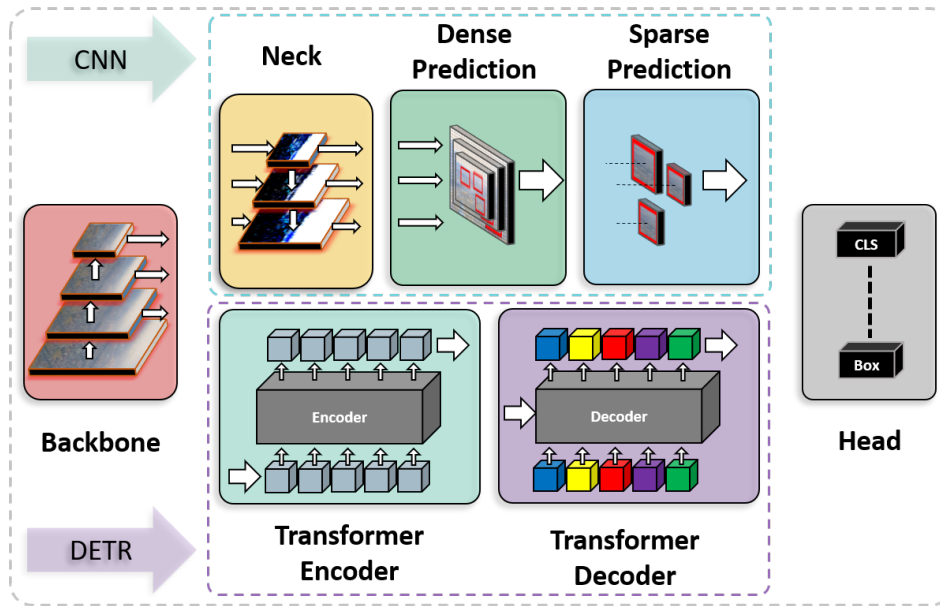 CNN
Neck
Dense
Prediction
Sparse
Prediction
CLS
Box
Backbone
Head
Encoder
Decoder
Transformer
Encoder
Transformer
Decoder
DETR